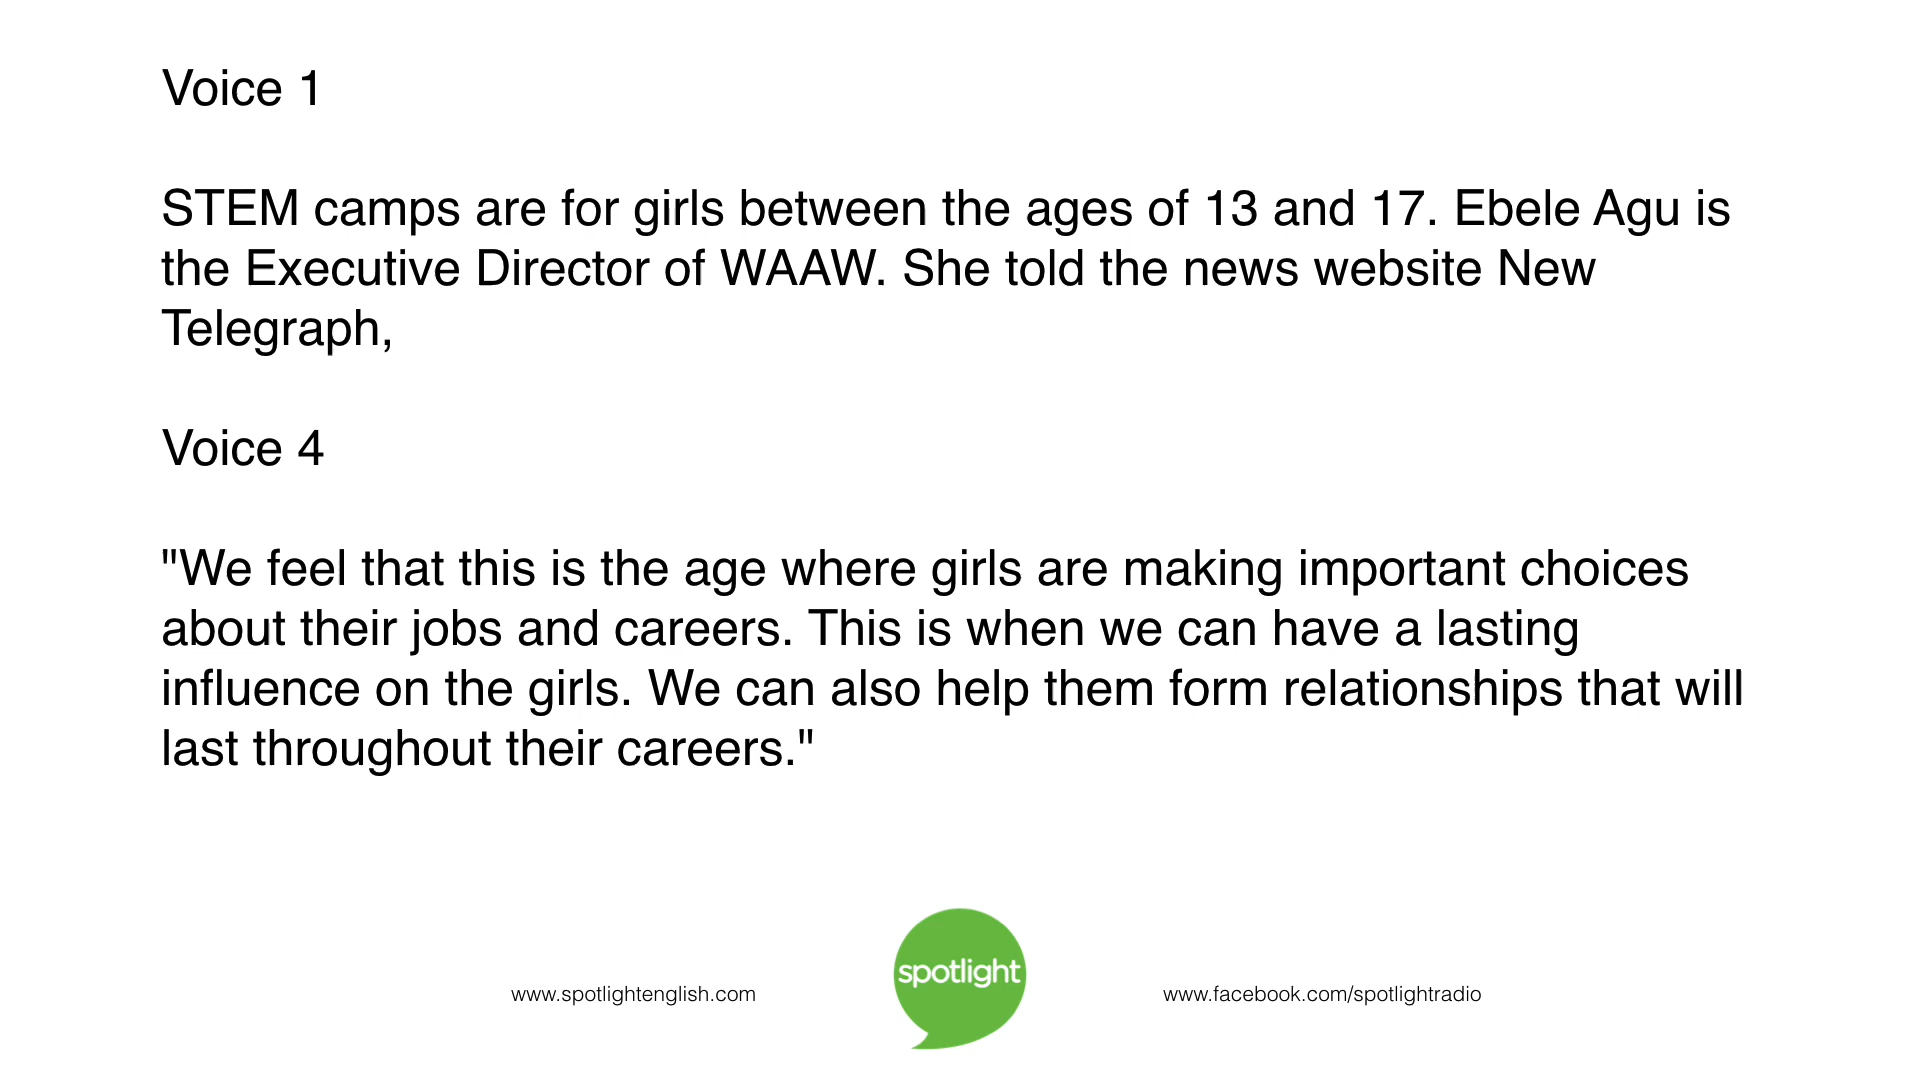 Voice 1
STEM camps are for girls between the ages of 13 and 17. Ebele Agu is
the Executive Director of WAAW. She told the news website New
Telegraph,
Voice 4
"We feel that this is the age where girls are making important choices
about their jobs and careers. This is when we can have a lasting
influence on the girls. We can also help them form relationships that will
last throughout their careers."
spotlight
www.spotlightenglish.com
www.facebook.com/spotlightradio